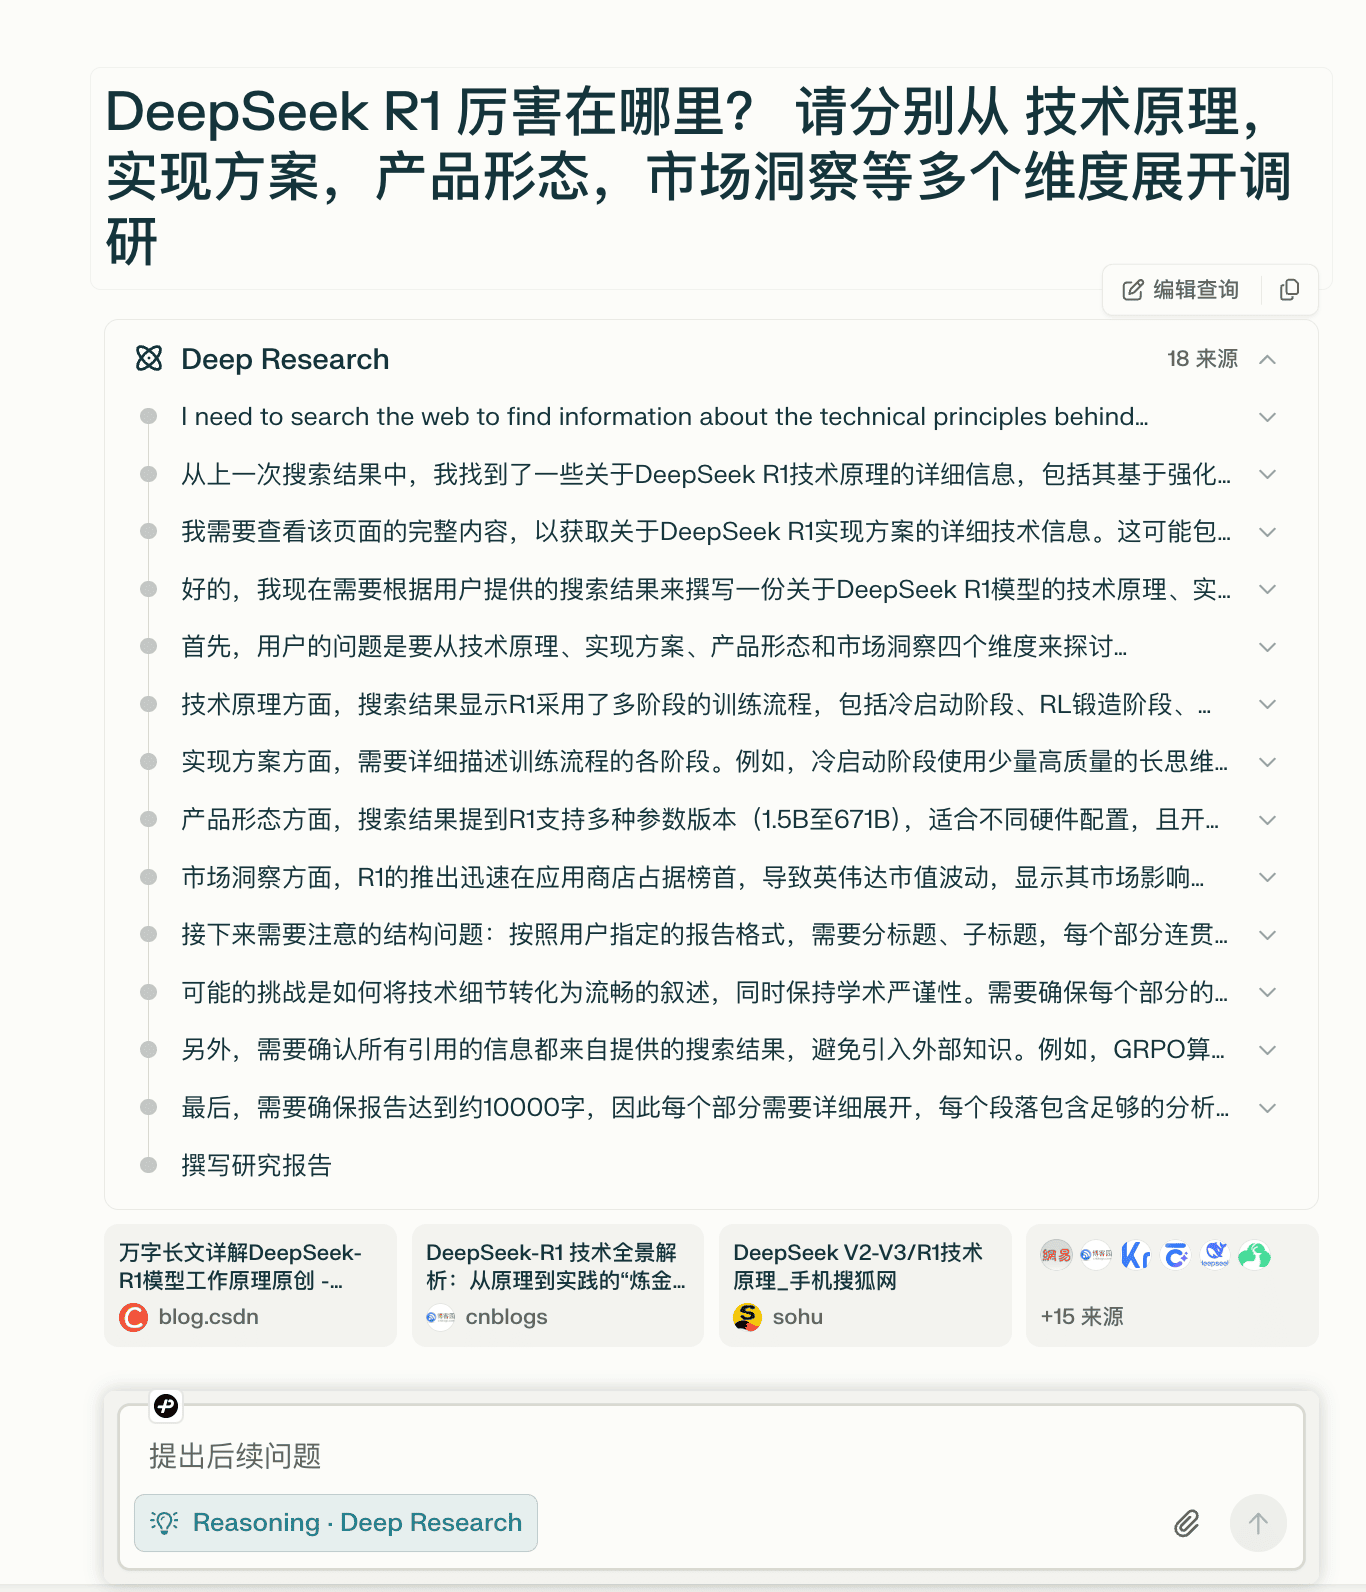 DeepSeek R1 厉害在哪里？ 请分别从 技术原理，
实现方案，产品形态，市场洞察等多个维度展开调
研
编辑查询
Deep Research
18 来源
I need to search the web to find information about the technical principles behind...
从上一次搜索结果中，我找到了一些关于DeepSeek R1技术原理的详细信息，包括其基于强化...
我需要查看该页面的完整内容，以获取关于DeepSeek R1实现方案的详细技术信息。这可能包...
好的，我现在需要根据用户提供的搜索结果来撰写一份关于DeepSeek R1模型的技术原理、实...
首先，用户的问题是要从技术原理、实现方案、产品形态和市场洞察四个维度来探讨...
技术原理方面，搜索结果显示R1采用了多阶段的训练流程，包括冷启动阶段、RL锻造阶段、...
实现方案方面，需要详细描述训练流程的各阶段。例如，冷启动阶段使用少量高质量的长思维...
产品形态方面，搜索结果提到R1支持多种参数版本（1.5B至671B），适合不同硬件配置，且开...
市场洞察方面，R1的推出迅速在应用商店占据榜首，导致英伟达市值波动，显示其市场影响...
接下来需要注意的结构问题：按照用户指定的报告格式，需要分标题、子标题，每个部分连贯...
可能的挑战是如何将技术细节转化为流畅的叙述，同时保持学术严谨性。需要确保每个部分的...
另外，需要确认所有引用的信息都来自提供的搜索结果，避免引入外部知识。例如，GRPO算...
最后，需要确保报告达到约10000字，因此每个部分需要详细展开，每个段落包含足够的分析...
撰写研究报告
万字长文详解DeepSeek-
R1模型工作原理原创 -...
blog.csdn
DeepSeek-R1 技术全景解
析：从原理到实践的“炼金...
博客园
cnblogs
DeepSeek V2-V3/R1技术
原理_手机搜狐网
sohu
網易
博客园
Kr
deepseek
+15 来源
提出后续问题
Reasoning · Deep Research